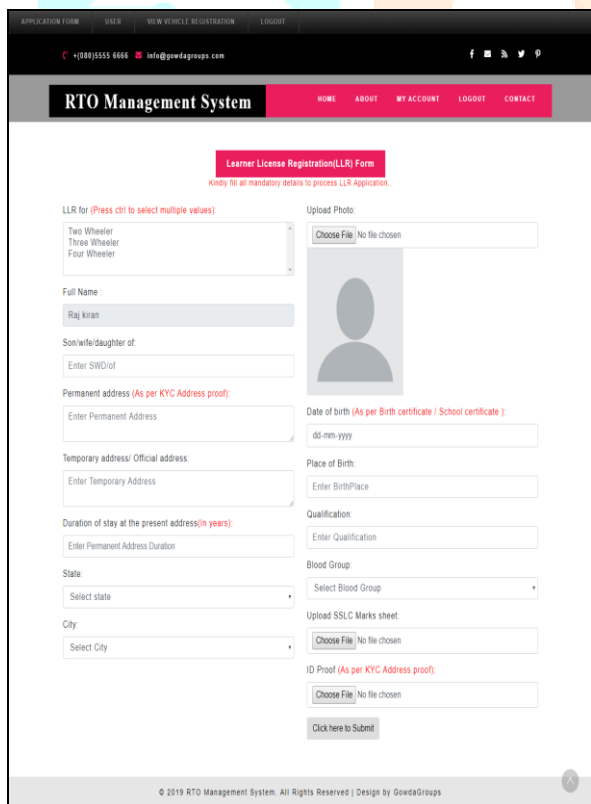 APPLICATION FORM USER VIEW VEHICLE REGISTRATION LOGOUT
+(080)5555 6666 info@gowdagroups.com
RTO Management System
HOME ABOUT MY ACCOUNT LOGOUT CONTACT
Learner License Registration(LLR) Form
Kindly fill all mandatory details to process LLR Application.
LLR for (Press ctrl to select multiple values):
Two Wheeler
Three Wheeler
Four Wheeler
Full Name :
Raj kiran
Son/wife/daughter of:
Enter SWD/of
Permanent address (As per KYC Address proof):
Enter Permanent Address
Temporary address/ Official address:
Enter Temporary Address
Duration of stay at the present address(In years):
Enter Permanent Address Duration
State:
Select state
City:
Select City
Upload Photo:
Choose File No file chosen
Date of birth (As per Birth certificate / School certificate ):
dd-mm-yyyy
Place of Birth:
Enter BirthPlace
Qualification:
Enter Qualification
Blood Group:
Select Blood Group
Upload SSLC Marks sheet:
Choose File No file chosen
ID Proof (As per KYC Address proof):
Choose File No file chosen
Click here to Submit
© 2019 RTO Management System. All Rights Reserved | Design by GowdaGroups